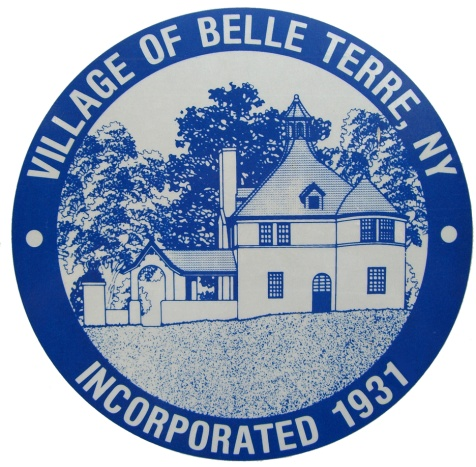 VILLAGE OF BELLE TERRE, NY
INCORPORATED 1931